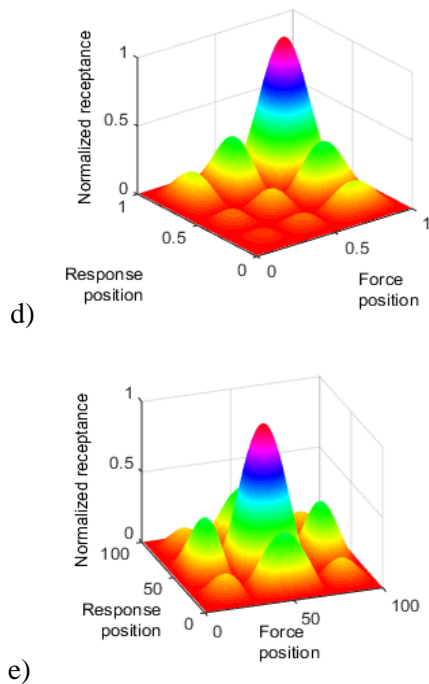 1
0.5
0
1
0.5
0
0
0.5
1
Normalized receptance
Response
position
Force
position
d)
1
0.5
0
100
50
0
0
50
100
Normalized receptance
Response
position
Force
position
e)